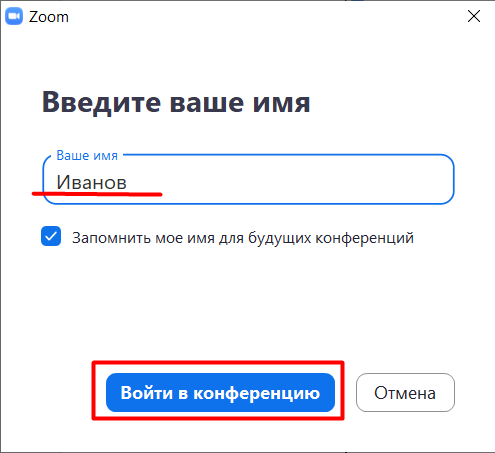 Zoom
Введите ваше имя
Ваше имя
Иванов
Запомнить мое имя для будущих конференций
Войти в конференцию
Отмена